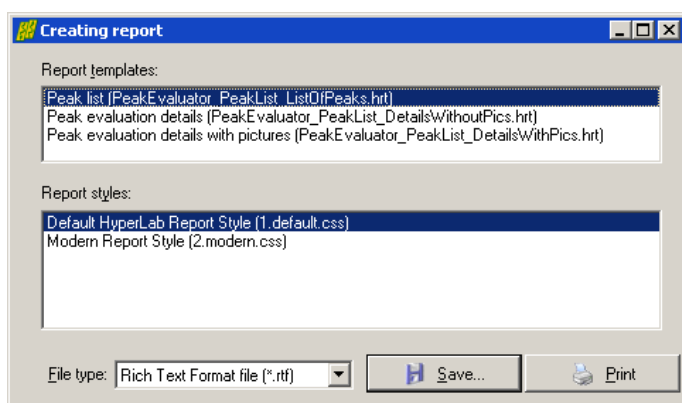 Creating report
Report templates:
Peak list (PeakEvaluator_PeakList_ListOfPeaks.hrt)
Peak evaluation details (PeakEvaluator_PeakList_DetailsWithoutPics.hrt)
Peak evaluation details with pictures (PeakEvaluator_PeakList_DetailsWithPics.hrt)
Report styles:
Default HyperLab Report Style (1.default.css)
Modern Report Style (2.modern.css)
File type: Rich Text Format file (*.rtf) Save... Print